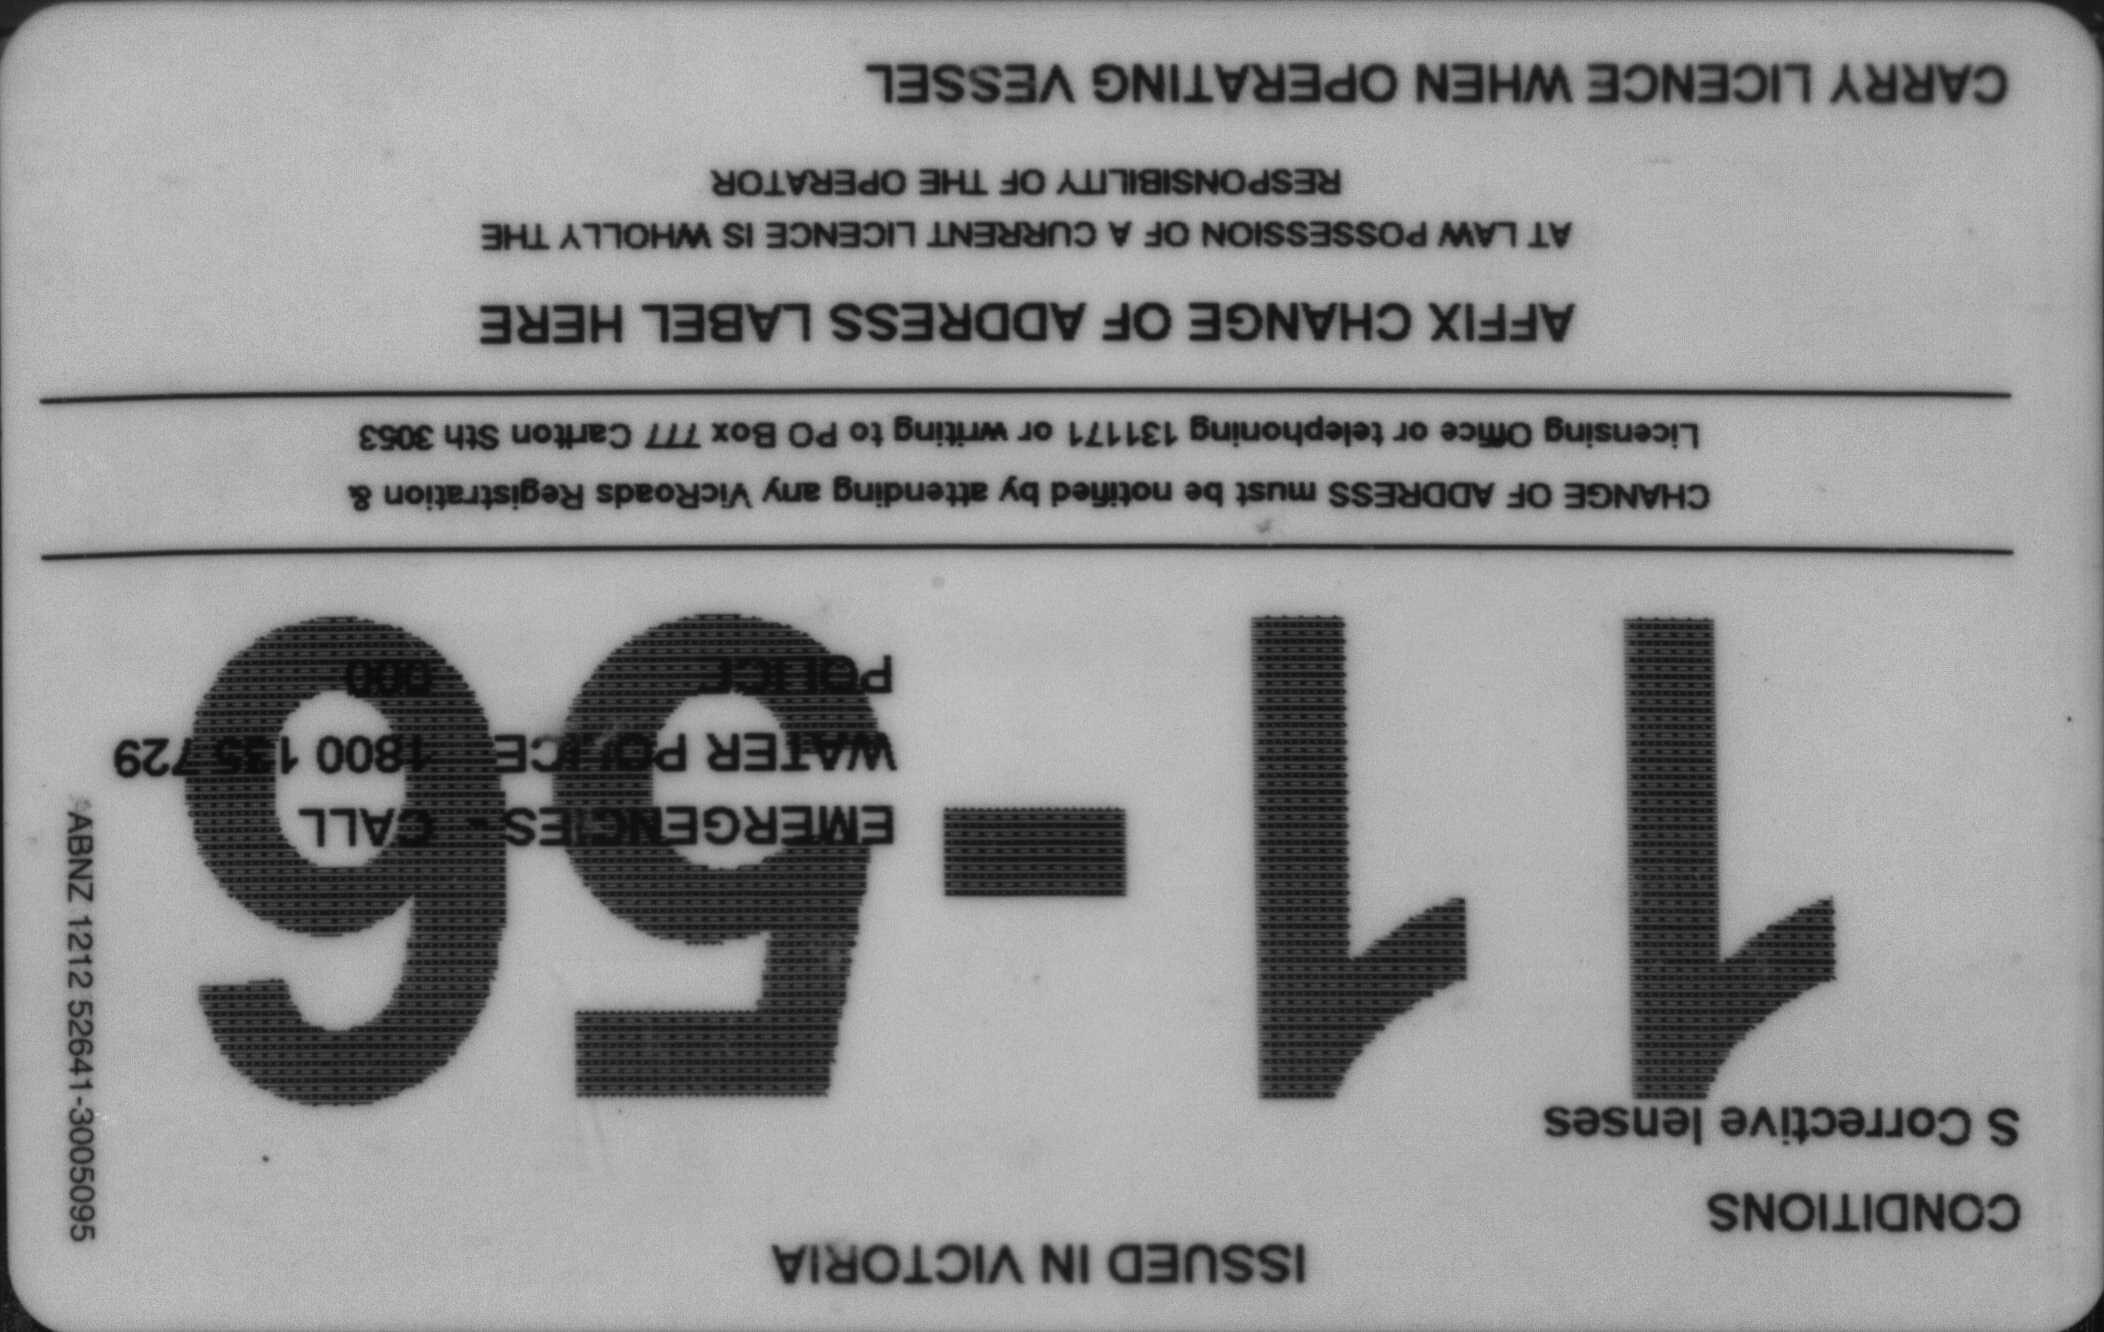 ISSUED IN VICTORIA
CONDITIONS
S Corrective lenses
11-56
EMERGENCIES - CALL
WATER POLICE 1800 135 729
POLICE 000
CHANGE OF ADDRESS must be notified by attending any VicRoads Registration &
Licensing Office or telephoning 131171 or writing to PO Box 777 Carlton Sth 3053
AFFIX CHANGE OF ADDRESS LABEL HERE
AT LAW POSSESSION OF A CURRENT LICENCE IS WHOLLY THE
RESPONSIBILITY OF THE OPERATOR
CARRY LICENCE WHEN OPERATING VESSEL
ABNZ 1212 52641-3005095